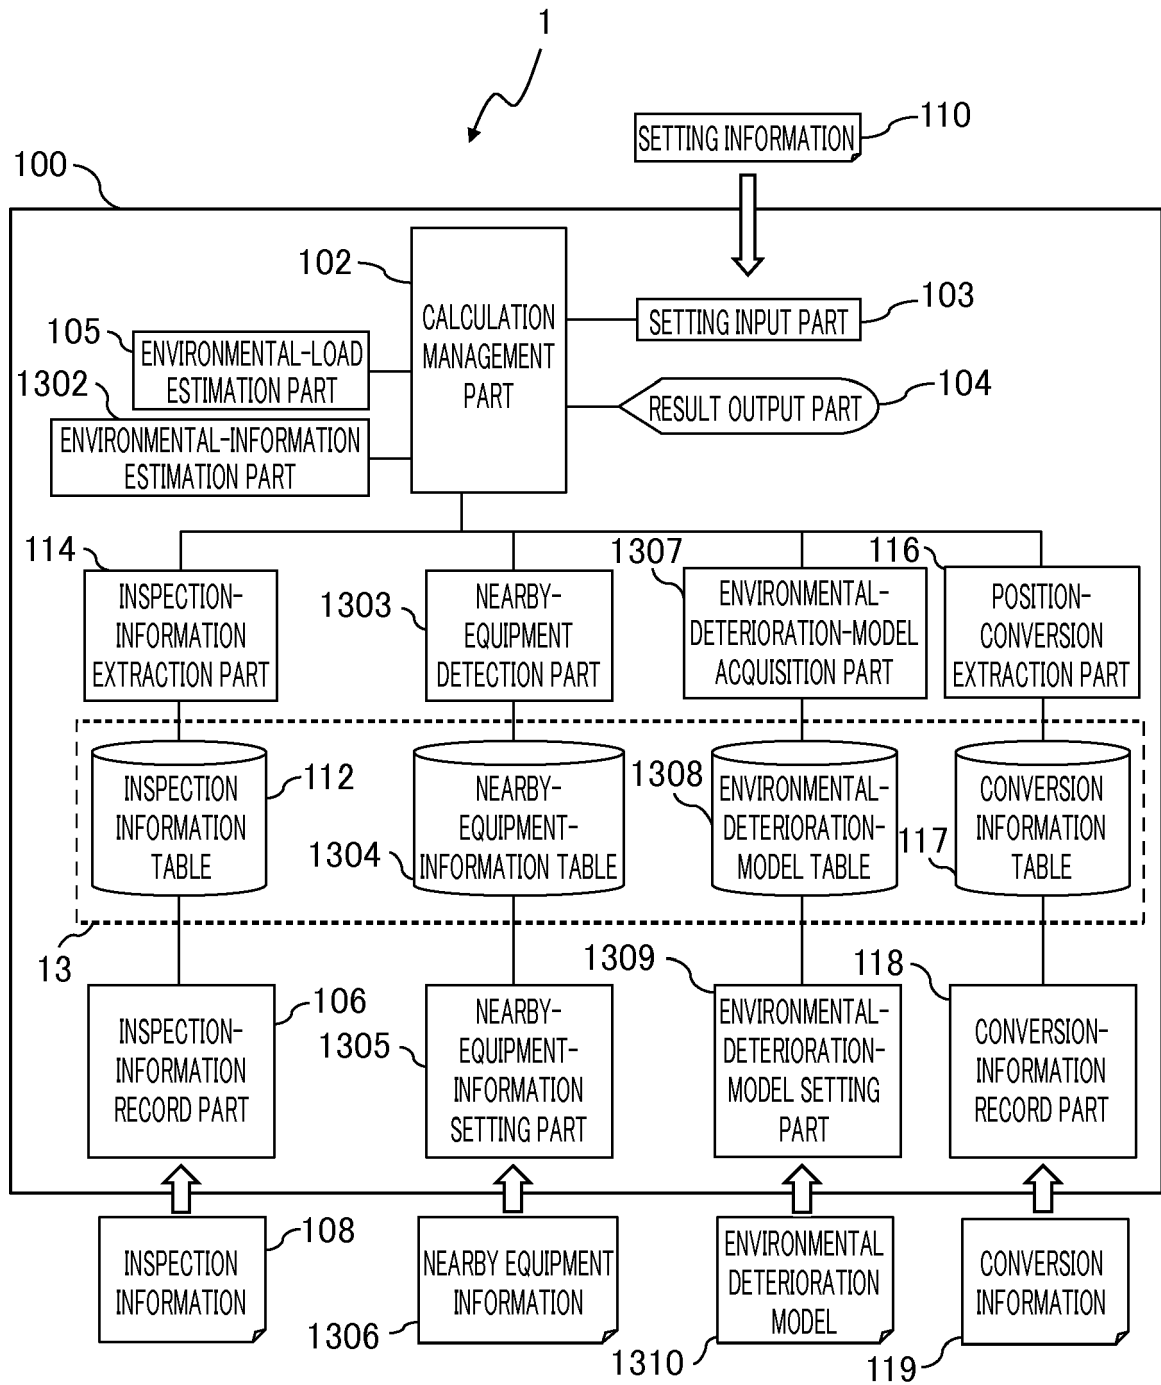 1
SETTING INFORMATION
110
100
102
CALCULATION
MANAGEMENT
PART
SETTING INPUT PART
103
105
ENVIRONMENTAL-LOAD
ESTIMATION PART
1302
ENVIRONMENTAL-INFORMATION
ESTIMATION PART
RESULT OUTPUT PART
104
114
INSPECTION-
INFORMATION
EXTRACTION PART
1303
NEARBY-
EQUIPMENT
DETECTION PART
1307
ENVIRONMENTAL-
DETERIORATION-MODEL
ACQUISITION PART
116
POSITION-
CONVERSION
EXTRACTION PART
INSPECTION
INFORMATION
TABLE
112
NEARBY-
EQUIPMENT-
INFORMATION TABLE
1304
1308
ENVIRONMENTAL-
DETERIORATION-
MODEL TABLE
117
CONVERSION
INFORMATION
TABLE
13
INSPECTION-
INFORMATION
RECORD PART
106
1305
NEARBY-
EQUIPMENT-
INFORMATION
SETTING PART
1309
ENVIRONMENTAL-
DETERIORATION-
MODEL SETTING
PART
118
CONVERSION-
INFORMATION
RECORD PART
INSPECTION
INFORMATION
108
NEARBY EQUIPMENT
INFORMATION
1306
ENVIRONMENTAL
DETERIORATION
MODEL
1310
CONVERSION
INFORMATION
119